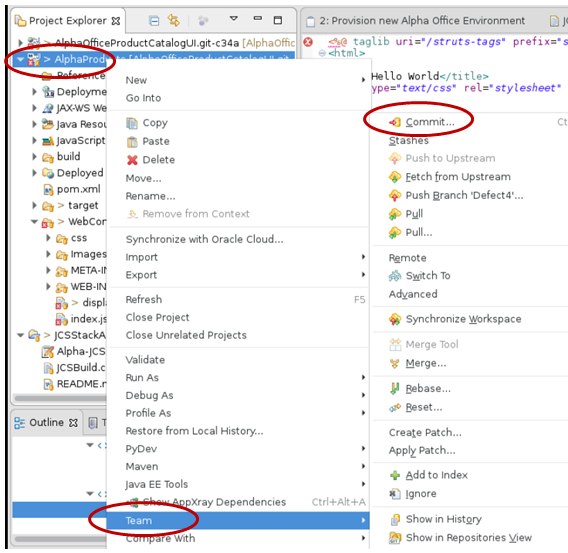 Project Explorer
> AlphaOfficeProductCatalogUI.git-c34a [AlphaOffic
> AlphaProd [AlphaProductCatalogUI.git
Reference
Deployme
JAX-WS We
Java Resou
JavaScript
build
Deployed
pom.xml
> target
> WebCon
css
Images
META-IN
WEB-IN
> displa
index.js
> JCSStackA
Alpha-JCS
JCSBuild.c
README.m
Outline
T
<>
<>
New
Go Into
Copy
Paste
Delete
Move...
Rename...
Remove from Context
Synchronize with Oracle Cloud...
Import
Export
Refresh F5
Close Project
Close Unrelated Projects
Validate
Run As
Debug As
Profile As
Restore from Local History...
PyDev
Maven
Java EE Tools
Show AppXray Dependencies Ctrl+Alt+A
Team
Compare With
2: Provision new Alpha Office Environment
JC
<%@ taglib uri="/struts-tags" prefix="s
<html>
Hello World</title>
ype="text/css" rel="stylesheet"
Commit... Ct
Stashes
Push to Upstream
Fetch from Upstream
Push Branch 'Defect4'...
Pull
Pull...
Remote
Switch To
Advanced
Synchronize Workspace
Merge Tool
Merge...
Rebase...
Reset...
Create Patch...
Apply Patch...
Add to Index
Ignore
Show in History
Show in Repositories View